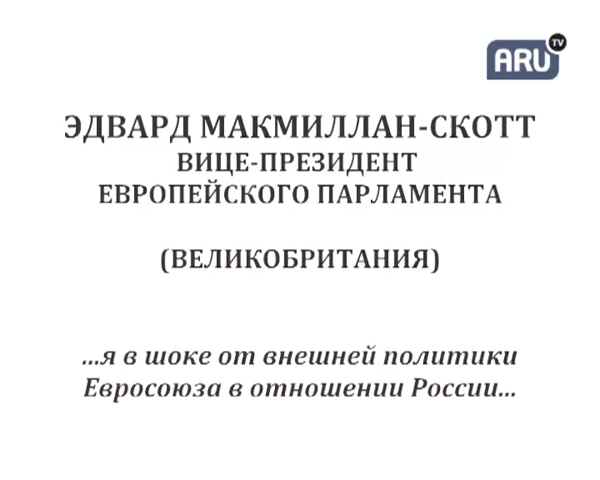 ARU TV
ЭДВАРД МАКМИЛЛАН-СКОТТ
ВИЦЕ-ПРЕЗИДЕНТ
ЕВРОПЕЙСКОГО ПАРЛАМЕНТА
(ВЕЛИКОБРИТАНИЯ)
...я в шоке от внешней политики
Евросоюза в отношении России...